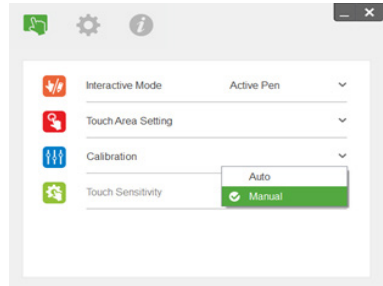 Interactive Mode Active Pen
Touch Area Setting
Calibration
Auto
Touch Sensitivity Manual